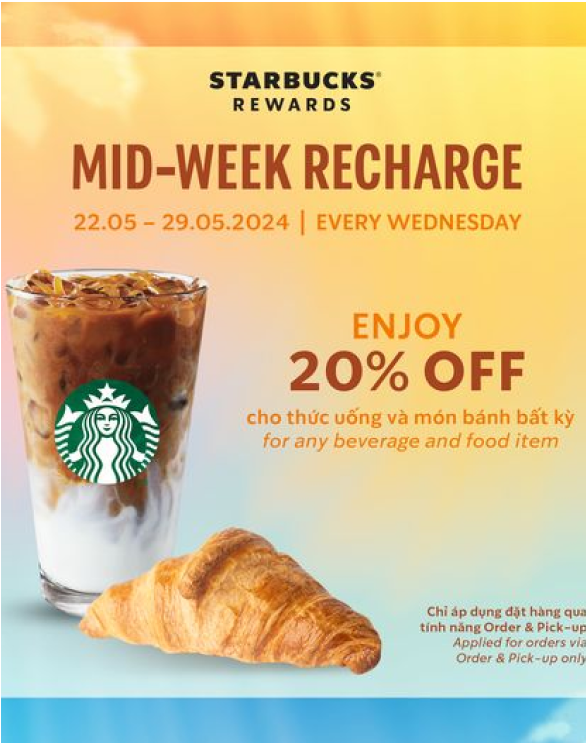 STARBUCKS®
REWARDS
MID-WEEK RECHARGE
22.05 – 29.05.2024 | EVERY WEDNESDAY
ENJOY
20% OFF
cho thức uống và món bánh bất kỳ
for any beverage and food item
Chỉ áp dụng đặt hàng qua
tính năng Order & Pick-up
Applied for orders via
Order & Pick-up only